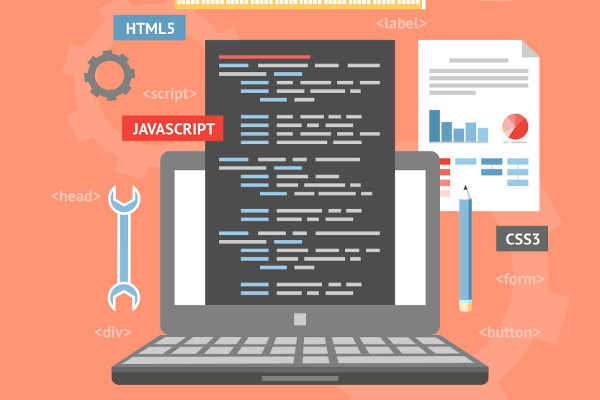 <label>
HTML5
<script>
JAVASCRIPT
<head>
CSS3
<form>
<div>
<button>